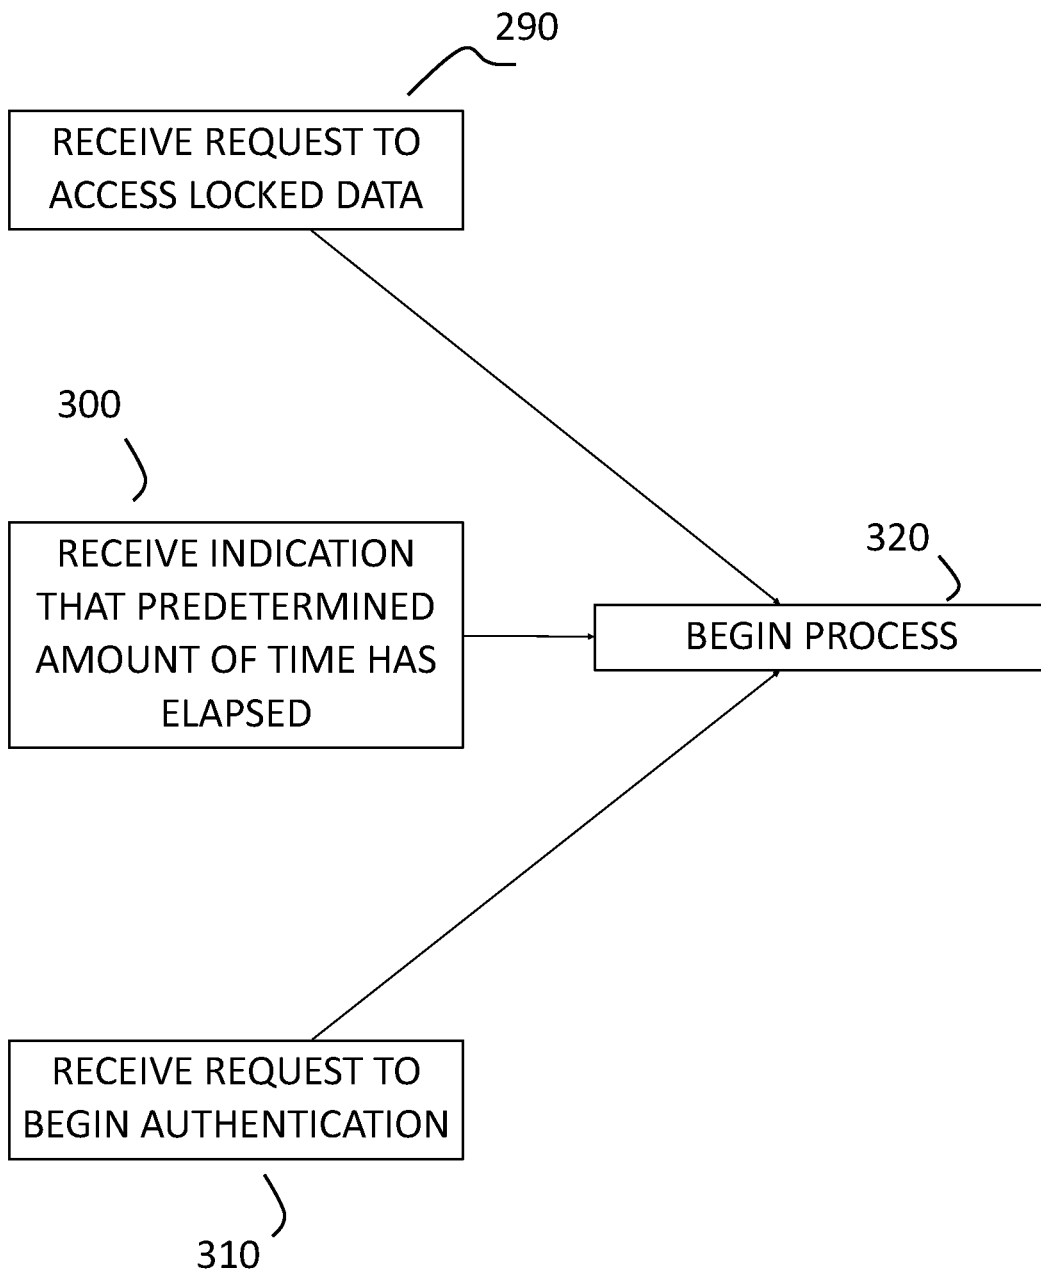 290
RECEIVE REQUEST TO
ACCESS LOCKED DATA
300
RECEIVE INDICATION
THAT PREDETERMINED
AMOUNT OF TIME HAS
ELAPSED
320
BEGIN PROCESS
RECEIVE REQUEST TO
BEGIN AUTHENTICATION
310